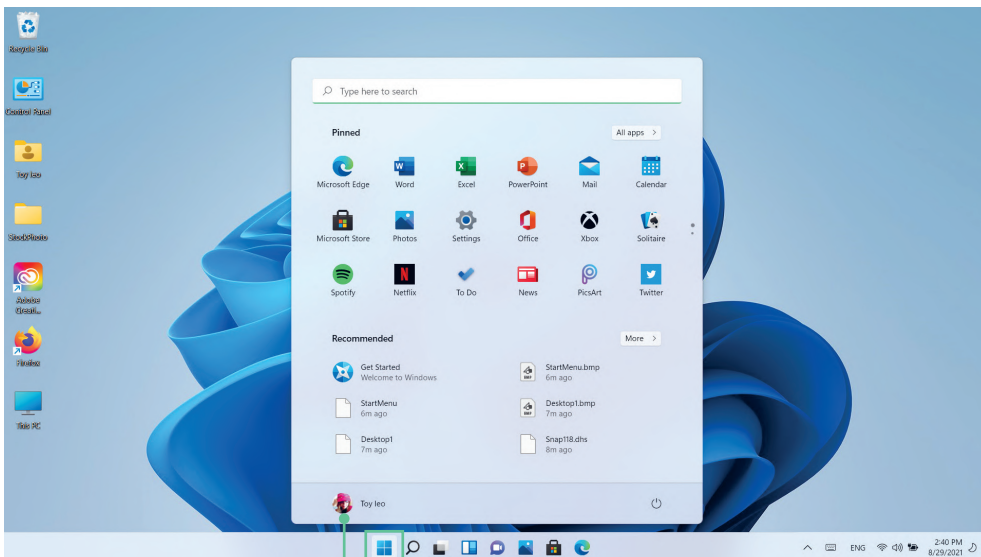 Recycle Bin
Control Panel
Toy leo
StockPhoto
Adobe
Creati...
Firefox
This PC
Type here to search
Pinned
All apps >
Microsoft Edge Word Excel PowerPoint Mail Calendar
Microsoft Store Photos Settings Office Xbox Solitaire
Spotify Netflix To Do News PicsArt Twitter
Recommended
More >
Get Started
Welcome to Windows
StartMenu.bmp
6m ago
StartMenu
6m ago
Desktop1.bmp
7m ago
Desktop1
7m ago
Snap118.dhs
8m ago
Toy leo
ENG
2:40 PM
8/29/2021